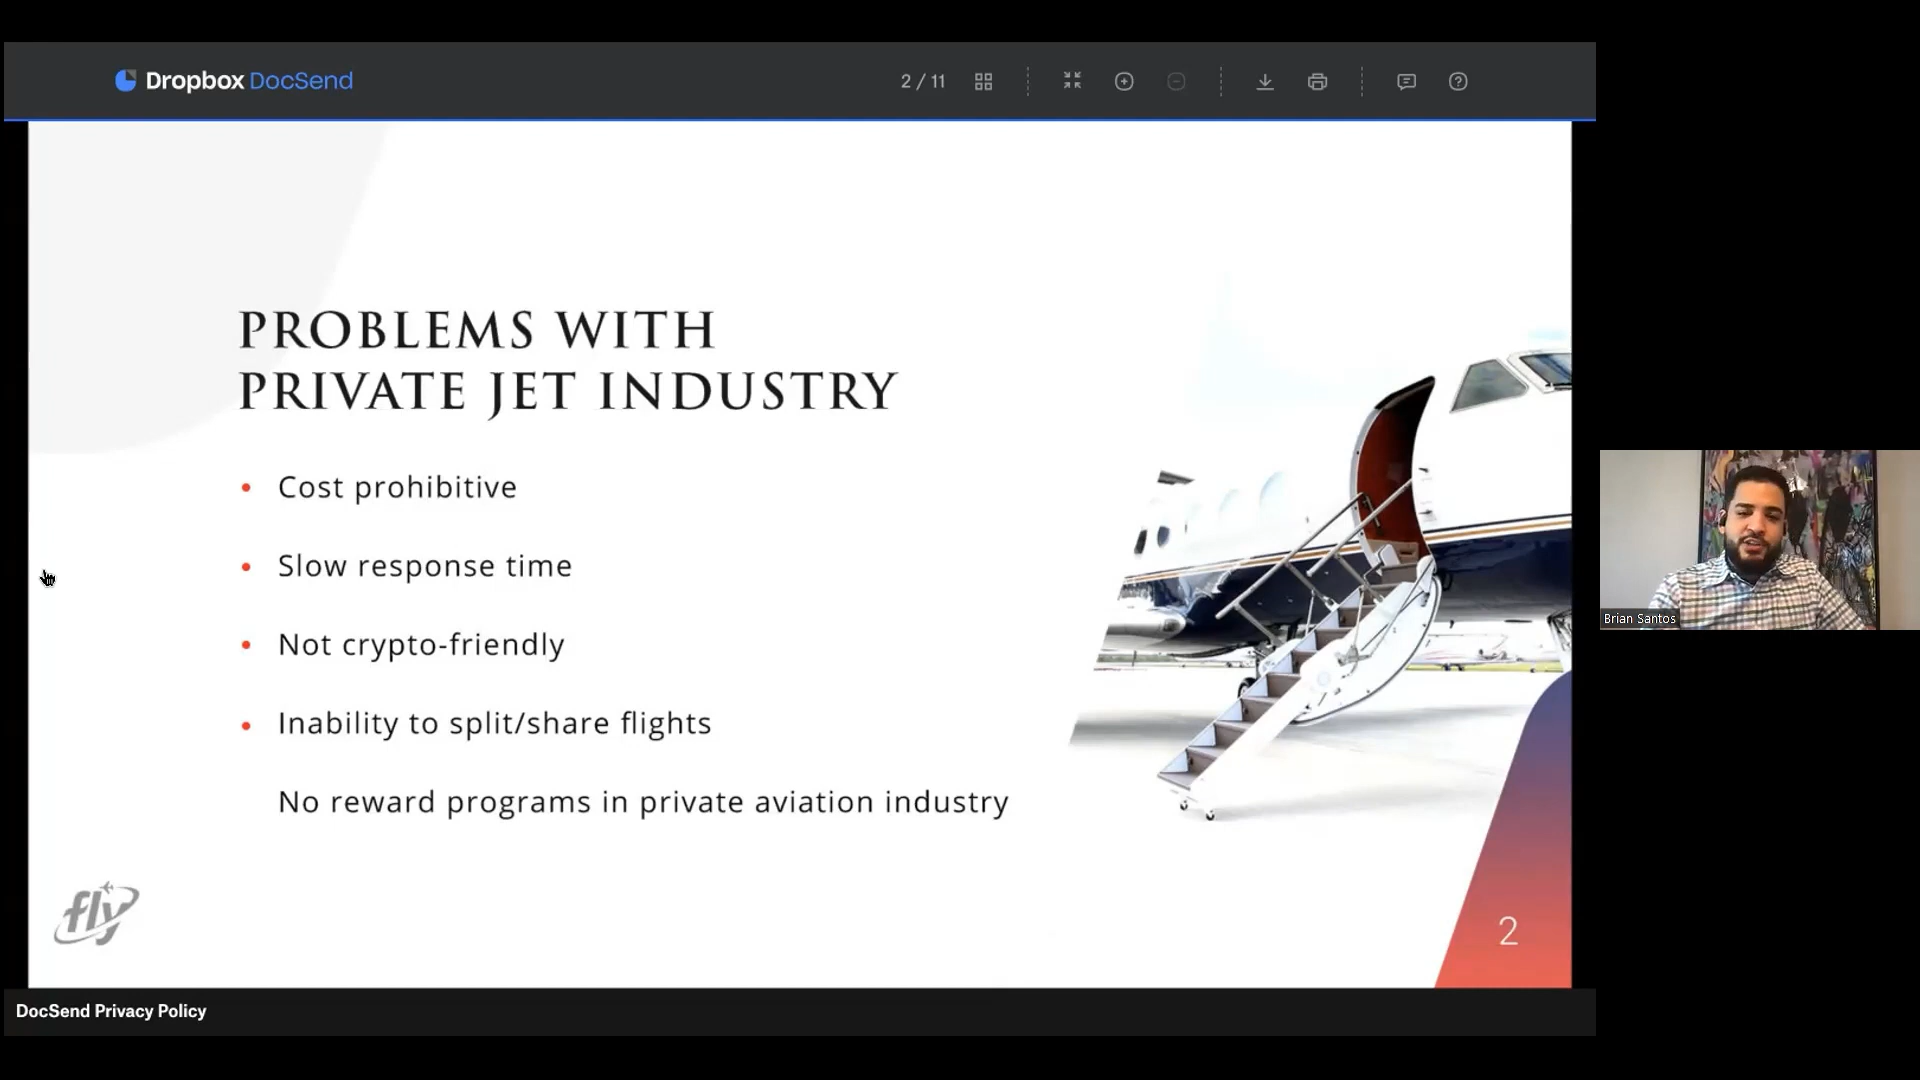 Dropbox DocSend
2 / 11
PROBLEMS WITH
PRIVATE JET INDUSTRY
• Cost prohibitive
• Slow response time
• Not crypto-friendly
• Inability to split/share flights
No reward programs in private aviation industry
fly
2
Brian Santos
DocSend Privacy Policy